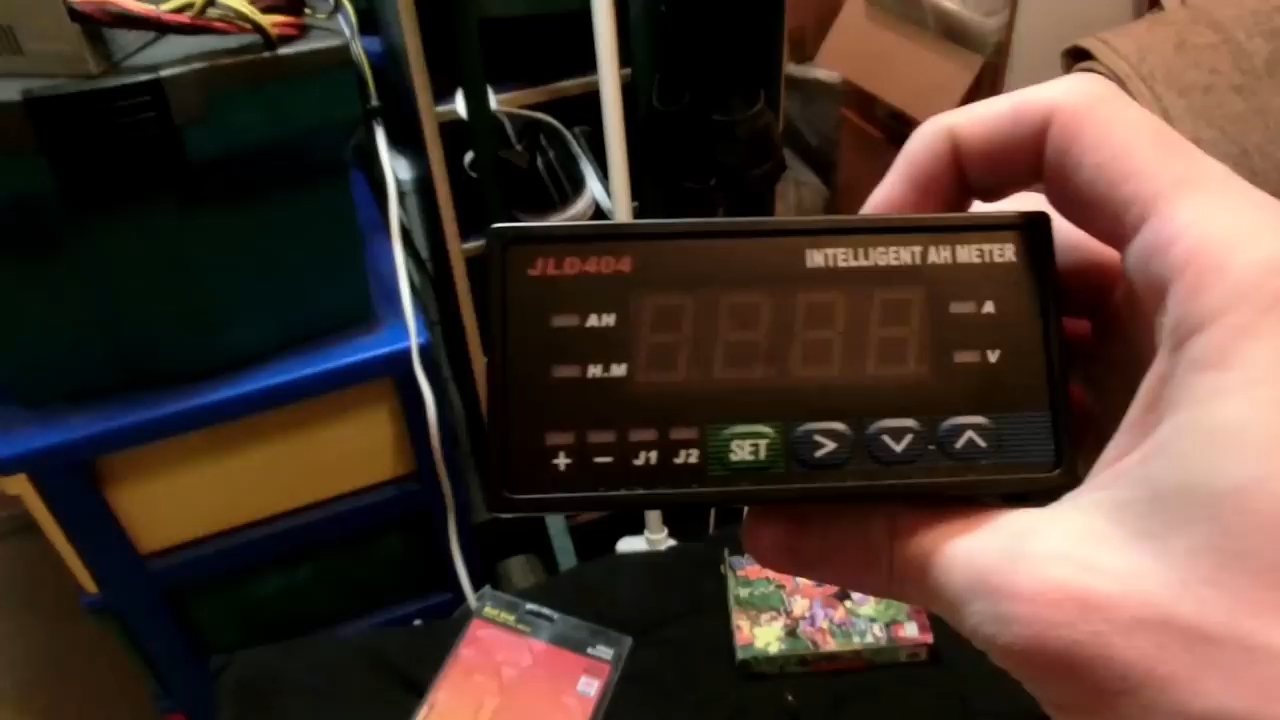 JLD404
INTELLIGENT AH METER
AH
A
H.M
V
+ − J1 J2
SET > ∨ ∧